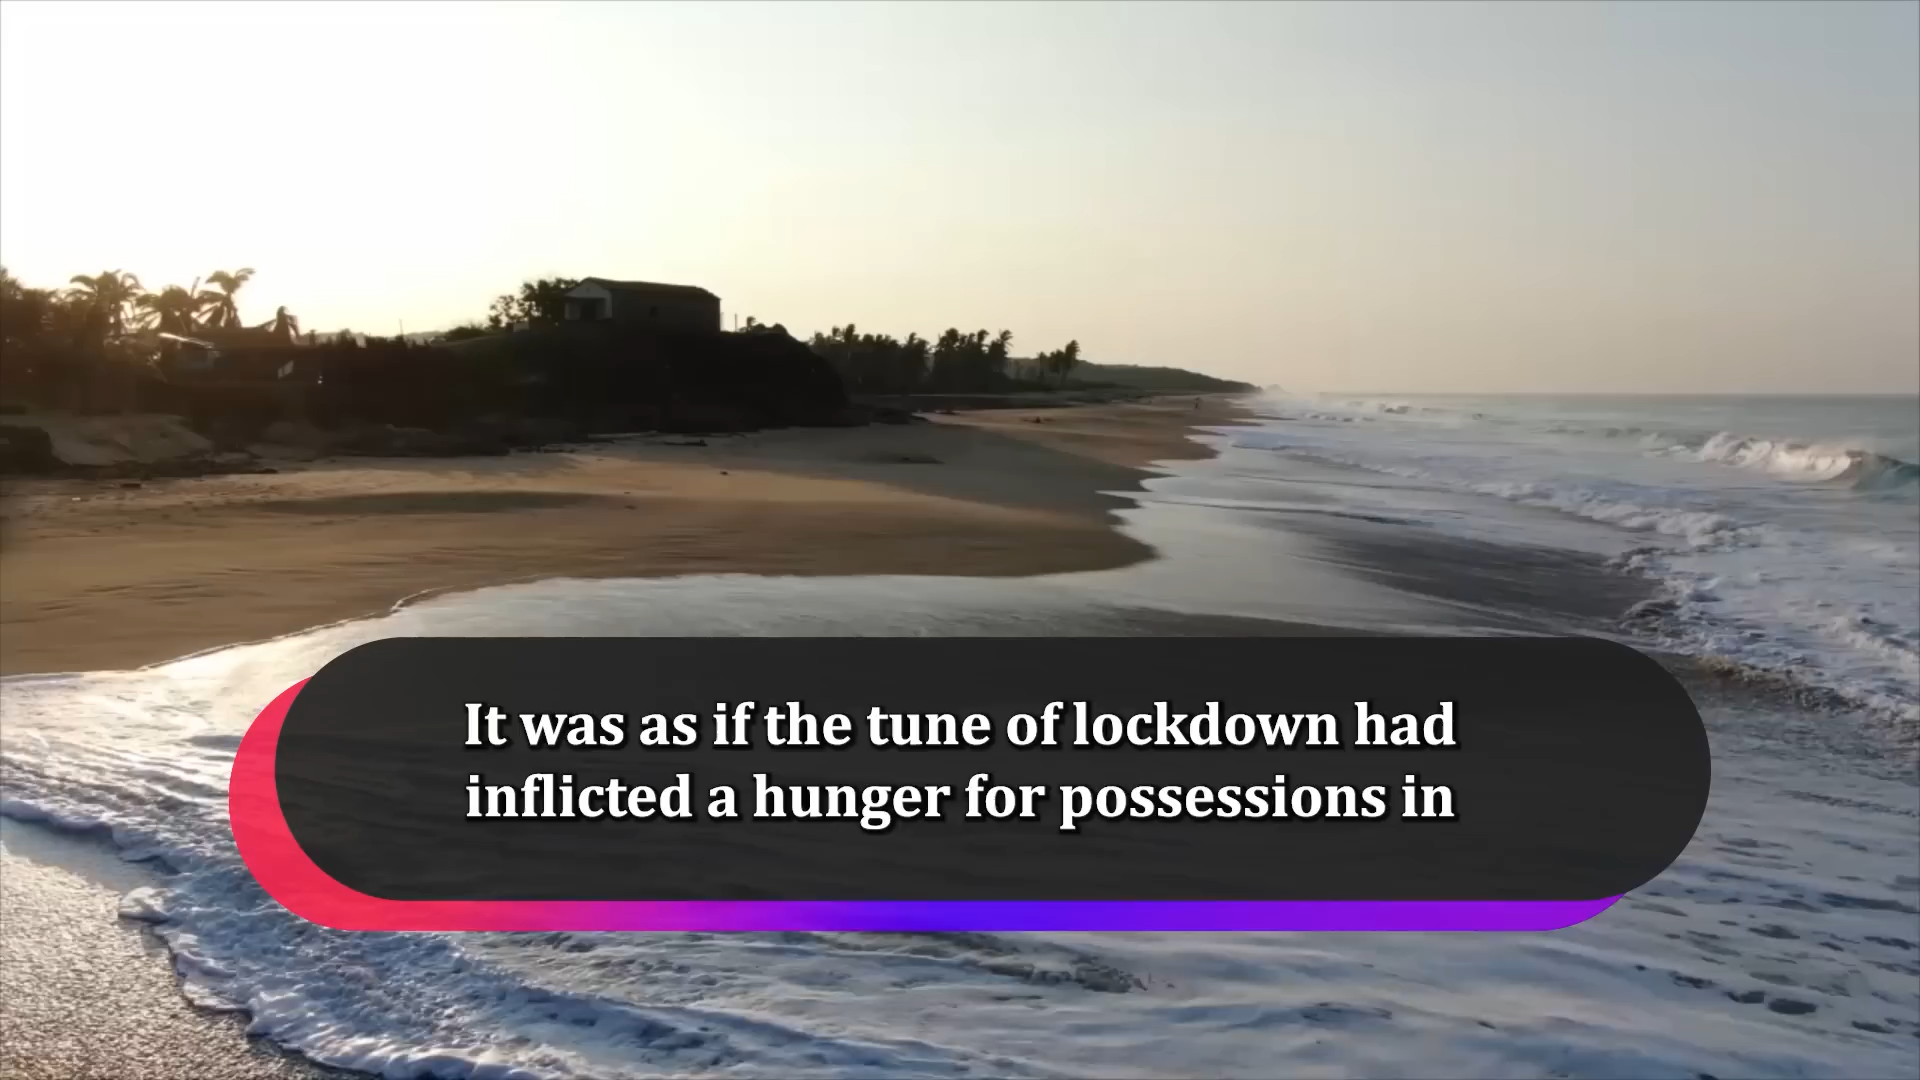 It was as if the tune of lockdown had
inflicted a hunger for possessions in